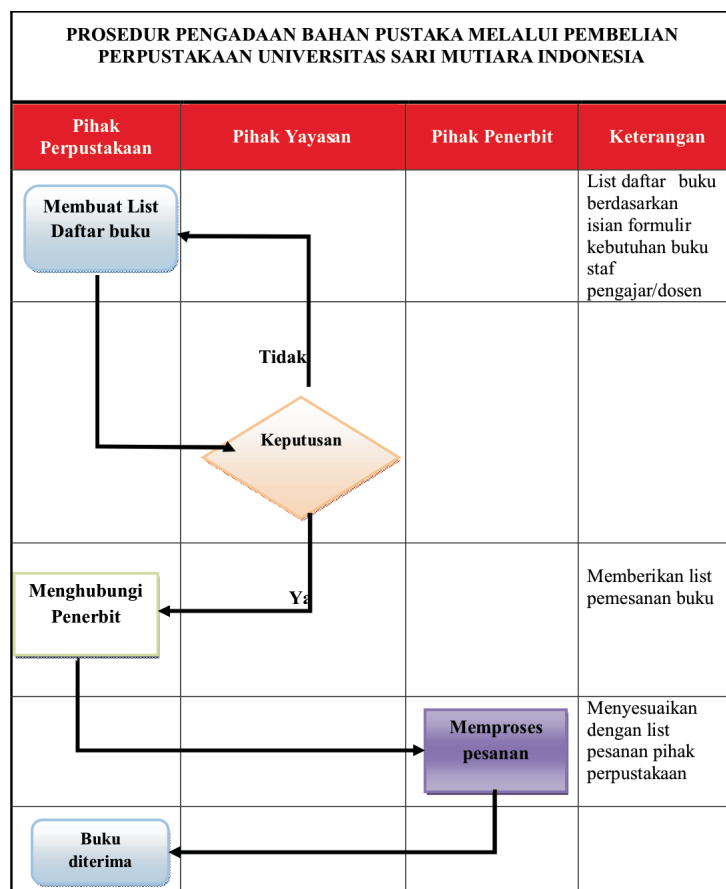 PROSEDUR PENGADAAN BAHAN PUSTAKA MELALUI PEMBELIAN
PERPUSTAKAAN UNIVERSITAS SARI MUTIARA INDONESIA
Pihak
Perpustakaan
Pihak Yayasan
Pihak Penerbit
Keterangan
Membuat List
Daftar buku
List daftar buku
berdasarkan
isian formulir
kebutuhan buku
staf
pengajar/dosen
Tidak
Keputusan
Menghubungi
Penerbit
Ya
Memberikan list
pemesanan buku
Memproses
pesanan
Menyesuaikan
dengan list
pesanan pihak
perpustakaan
Buku
diterima